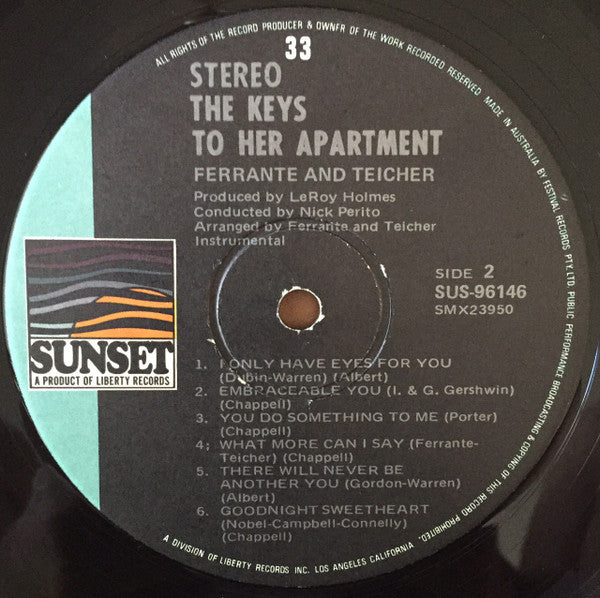 ALL RIGHTS OF THE RECORD PRODUCER & OWNER OF THE WORK RECORDED RESERVED. MADE IN AUSTRALIA BY FESTIVAL RECORDS PTY.LTD. PUBLIC PERFORMANCE BROADCASTING & COPYING OF THIS RECORD PROHIBITED.
33
STEREO
THE KEYS
TO HER APARTMENT
FERRANTE AND TEICHER
Produced by LeRoy Holmes
Conducted by Nick Perito
Arranged by Ferrante and Teicher
Instrumental
SIDE 2
SUS-96146
SMX23950
SUNSET
A PRODUCT OF LIBERTY RECORDS
1. I ONLY HAVE EYES FOR YOU
(Dubin-Warren) (Albert)
2. EMBRACEABLE YOU (I. & G. Gershwin)
(Chappell)
3. YOU DO SOMETHING TO ME (Porter)
(Chappell)
4; WHAT MORE CAN I SAY (Ferrante-
Teicher) (Chappell)
5. THERE WILL NEVER BE
ANOTHER YOU (Gordon-Warren)
(Albert)
6. GOODNIGHT SWEETHEART
(Nobel-Campbell-Connelly)
(Chappell)
A DIVISION OF LIBERTY RECORDS INC. LOS ANGELES CALIFORNIA.